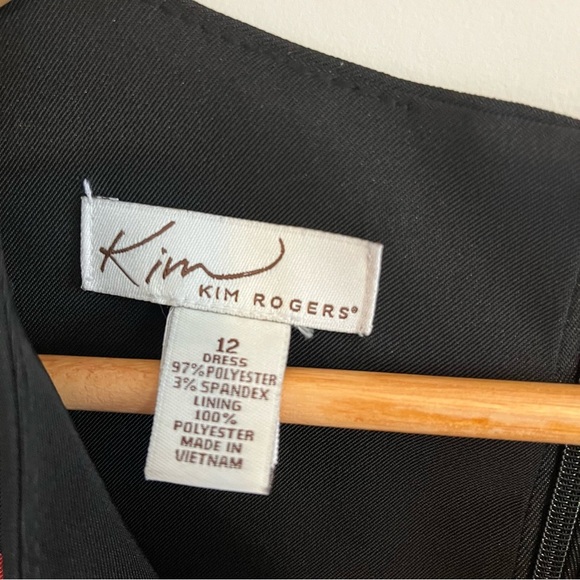 Kim
KIM ROGERS®
12
DRESS
97% POLYESTER
3% SPANDEX
LINING
100%
POLYESTER
MADE IN
VIETNAM